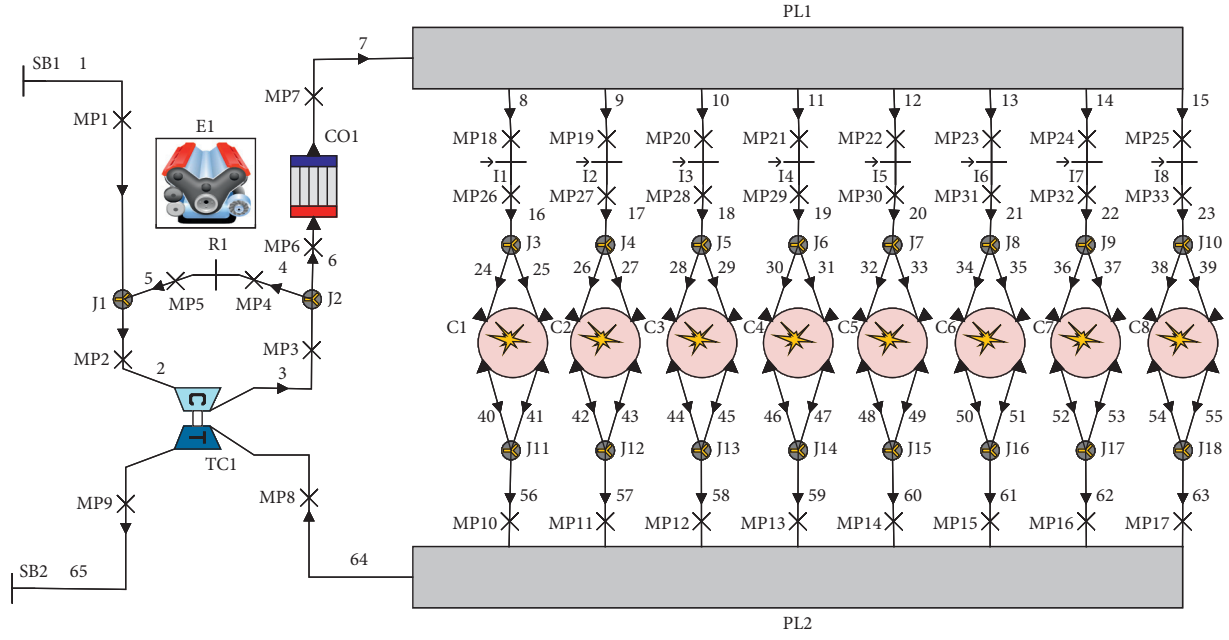 PL1
SB1 1
7
MP1
MP7
E1
CO1
8 9 10 11 12 13 14 15
MP18 MP19 MP20 MP21 MP22 MP23 MP24 MP25
I1 I2 I3 I4 I5 I6 I7 I8
MP26 MP27 MP28 MP29 MP30 MP31 MP32 MP33
16 17 18 19 20 21 22 23
R1
MP6
J3 J4 J5 J6 J7 J8 J9 J10
5 4 6
24 25 26 27 28 29 30 31 32 33 34 35 36 37 38 39
J1 MP5 MP4 J2
C1 C2 C3 C4 C5 C6 C7 C8
MP2 2 3 MP3
C
T
TC1
40 41 42 43 44 45 46 47 48 49 50 51 52 53 54 55
J11 J12 J13 J14 J15 J16 J17 J18
MP9 MP8
56 57 58 59 60 61 62 63
MP10 MP11 MP12 MP13 MP14 MP15 MP16 MP17
SB2 65
64
PL2